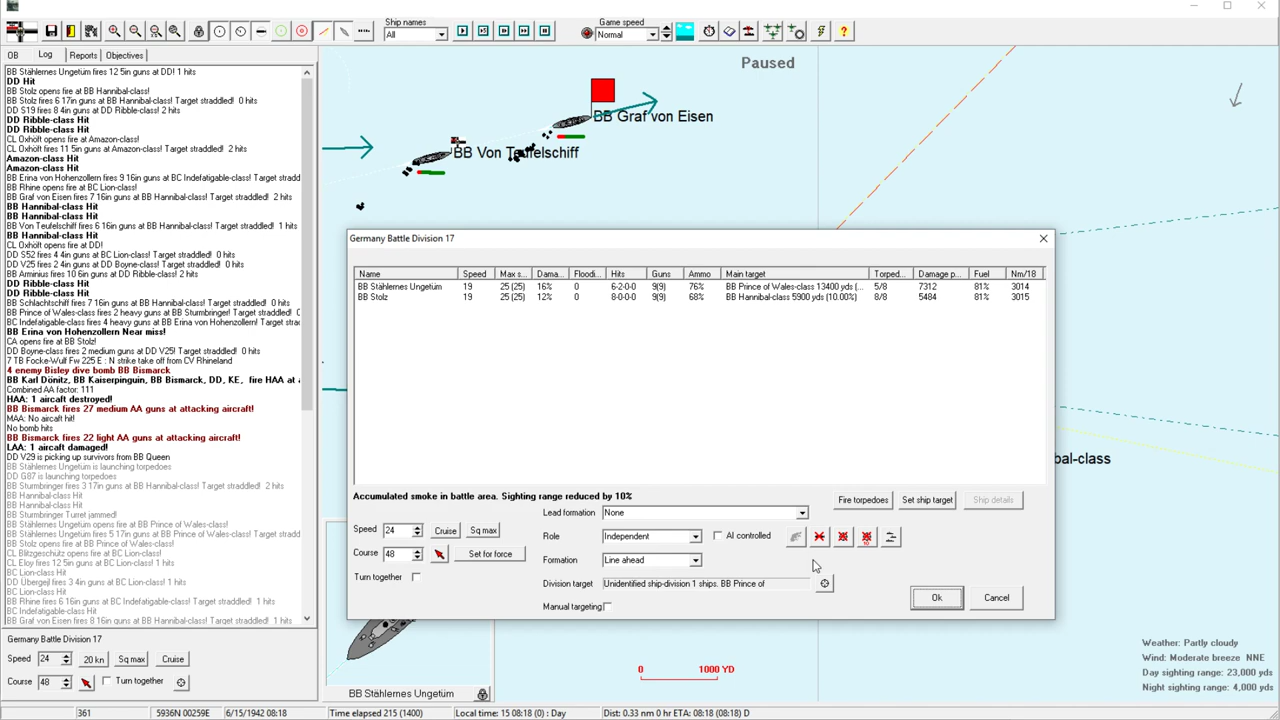 Ship names
All
Game speed
Normal
OB Log Reports Objectives
BB Stählernes Ungetüm fires 12 5in guns at DD! 1 hits
DD Hit
BB Stolz opens fire at BB Hannibal-class!
BB Stolz fires 6 17in guns at BB Hannibal-class! Target straddled! 0 hits
DD S19 fires 8 4in guns at DD Ribble-class! 2 hits
DD Ribble-class Hit
DD Ribble-class Hit
CL Oxhöft opens fire at Amazon-class!
CL Oxhöft fires 11 5in guns at Amazon-class! Target straddled! 2 hits
Amazon-class Hit
Amazon-class Hit
BB Erina von Hohenzollern fires 9 16in guns at BC Indefatigable-class! Target stradd
BB Rhine opens fire at BC Lion-class!
BB Graf von Eisen fires 7 16in guns at BB Hannibal-class! Target straddled! 2 hits
BB Hannibal-class Hit
BB Hannibal-class Hit
BB Von Teufelschiff fires 6 16in guns at BB Hannibal-class! Target straddled! 1 hits
BB Hannibal-class Hit
CL Oxhöft opens fire at DD!
DD S52 fires 4 4in guns at BC Lion-class! Target straddled! 0 hits
DD V25 fires 2 4in guns at DD Boyne-class! Target straddled! 0 hits
BB Arminius fires 10 6in guns at DD Ribble-class! Target straddled! 2 hits
DD Ribble-class Hit
DD Ribble-class Hit
BB Schlachtschiff fires 7 16in guns at BB Hannibal-class! Target straddled! 0 hits
BB Prince of Wales-class fires 2 heavy guns at BB Sturmbringer! Target straddled! 0
BC Indefatigable-class fires 4 heavy guns at BB Erina von Hohenzollern! Target strad
BB Erina von Hohenzollern Near miss!
CA opens fire at BB Stolz!
DD Boyne-class fires 2 medium guns at DD V25! Target straddled! 0 hits
7 TB Focke-Wulf Fw 225 E : N strike take off from CV Rhineland
4 enemy Bisley dive bomb BB Bismarck
BB Karl Dönitz, BB Kaiserpinguin, BB Bismarck, DD, KE, fire HAA at a
Combined AA factor: 111
HAA: 1 aircraft destroyed!
BB Bismarck fires 27 medium AA guns at attacking aircraft!
MAA: No aircaft hit!
No bomb hits
BB Bismarck fires 22 light AA guns at attacking aircraft!
LAA: 1 aircaft damaged!
DD V29 is picking up survivors from BB Queen
BB Stählernes Ungetüm is launching torpedoes
DD G87 is launching torpedoes
BB Sturmbringer fires 3 17in guns at BB Hannibal-class! Target straddled! 2 hits
BB Hannibal-class Hit
BB Hannibal-class Hit
BB Sturmbringer Turret jammed!
BB Stählernes Ungetüm opens fire at BB Prince of Wales-class!
BB Stählernes Ungetüm fires 5 17in guns at BB Prince of Wales-class! Target straddle
BB Stolz opens fire at BB Prince of Wales-class!
CL Blitzgeschütz opens fire at BC Lion-class!
CL Eloy fires 12 5in guns at BC Lion-class! Target straddled! 1 hits
BC Lion-class Hit
DD Übergejl fires 3 4in guns at BC Lion-class! Target straddled! 1 hits
BC Lion-class Hit
BB Rhine fires 6 16in guns at BC Indefatigable-class! Target straddled! 1 hits
BC Indefatigable-class Hit
BB Graf von Eisen fires 8 16in guns at BB Hannibal-class! Target straddled! 1 hits
Germany Battle Division 17
Speed 24 20 kn Sq max Cruise
Course 48 Turn together
Paused
BB Graf von Eisen
BB Von Teufelschiff
Germany Battle Division 17
Name Speed Max s... Dama... Floodi... Hits Guns Ammo Main target Torped... Damage p... Fuel Nm/18
BB Stählernes Ungetüm 19 25 (25) 16% 0 6-2-0-0 9(9) 76% BB Prince of Wales-class 13400 yds (... 5/8 7312 81% 3014
BB Stolz 19 25 (25) 12% 0 8-0-0-0 9(9) 68% BB Hannibal-class 5900 yds (10.00%) 8/8 5484 81% 3015
Accumulated smoke in battle area. Sighting range reduced by 10%
Fire torpedoes Set ship target Ship details
Lead formation None
Speed 24 Cruise Sq max
Role Independent AI controlled
Course 48 Set for force
Formation Line ahead
Turn together
Division target Unidentified ship-division 1 ships. BB Prince of
Manual targeting
Ok Cancel
bal-class
BB Stählernes Ungetüm
0 1000 YD
Weather: Partly cloudy
Wind: Moderate breeze NNE
Day sighting range: 23,000 yds
Night sighting range: 4,000 yds
361 5936N 00259E 6/15/1942 08:18 Time elapsed 215 (1400) Local time: 15 08:18 (0) : Day Dist: 0.33 nm 0 hr ETA: 08:18 (08:18) D